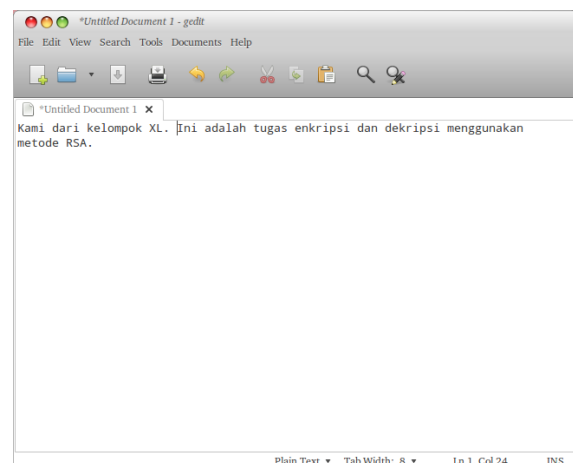 *Untitled Document 1 - gedit
File Edit View Search Tools Documents Help
*Untitled Document 1 ×
Kami dari kelompok XL. Ini adalah tugas enkripsi dan dekripsi menggunakan
metode RSA.
Plain Text ▾ Tab Width: 8 ▾ Ln 1, Col 24 INS